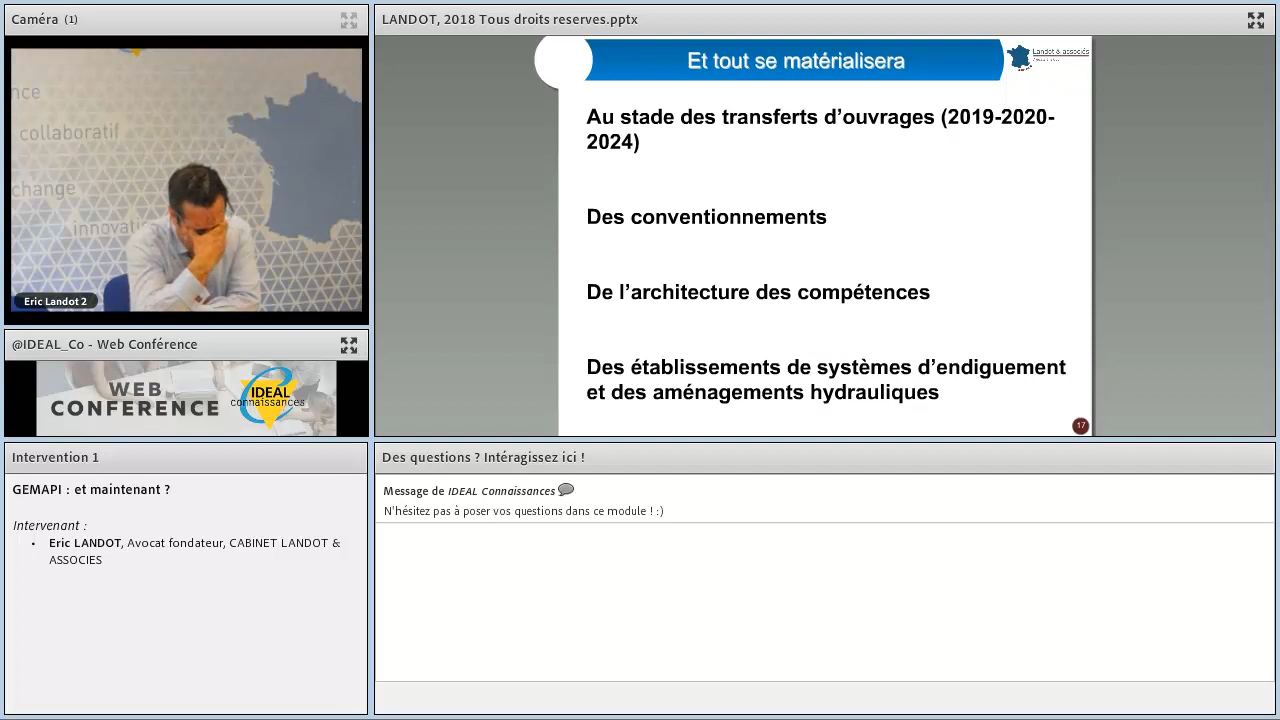 Caméra (1)
nce
collaboratif
change
innovati
Eric Landot 2
@IDEAL_Co - Web Conférence
WEB
CONFERENCE
IDEAL
connaissances
Intervention 1
GEMAPI : et maintenant ?
Intervenant :
• Eric LANDOT, Avocat fondateur, CABINET LANDOT &
ASSOCIES
LANDOT, 2018 Tous droits reserves.pptx
Et tout se matérialisera
Landot & associés
Au stade des transferts d’ouvrages (2019-2020-
2024)
Des conventionnements
De l’architecture des compétences
Des établissements de systèmes d’endiguement
et des aménagements hydrauliques
17
Des questions ? Intéragissez ici !
Message de IDEAL Connaissances
N'hésitez pas à poser vos questions dans ce module ! :)